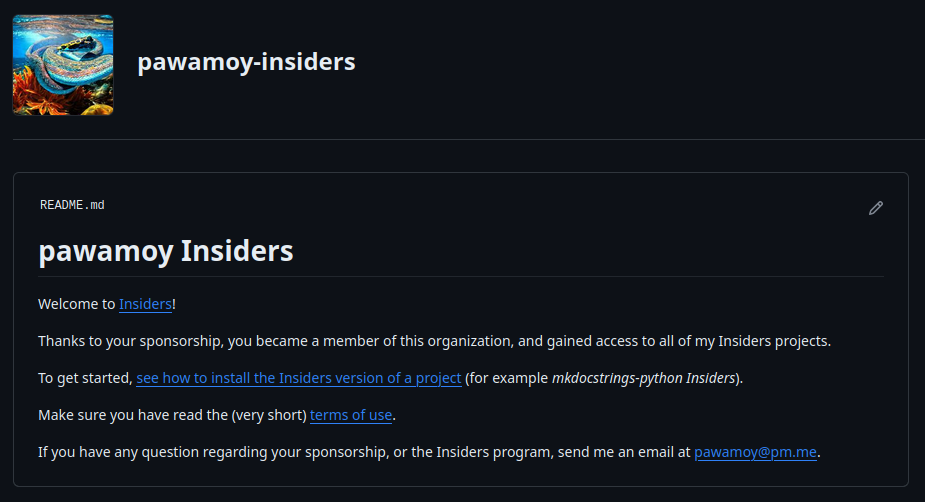 pawamoy-insiders
README.md
pawamoy Insiders
Welcome to Insiders!
Thanks to your sponsorship, you became a member of this organization, and gained access to all of my Insiders projects.
To get started, see how to install the Insiders version of a project (for example mkdocstrings-python Insiders).
Make sure you have read the (very short) terms of use.
If you have any question regarding your sponsorship, or the Insiders program, send me an email at pawamoy@pm.me.